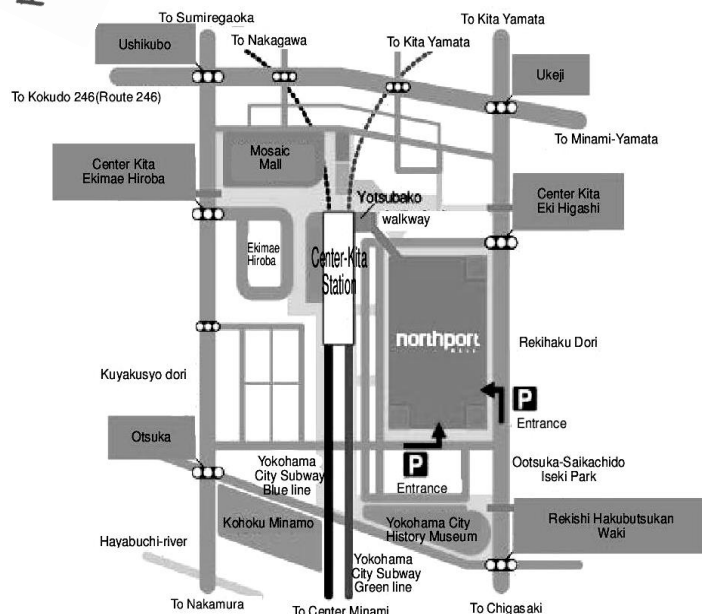 To Sumiregaoka
To Kita Yamata
Ushikubo
To Nakagawa
To Kita Yamata
Ukeji
To Kokudo 246(Route 246)
To Minami-Yamata
Mosaic
Mall
Center Kita
Ekimae Hiroba
Center Kita
Eki Higashi
Yotsubako
walkway
Ekimae
Hiroba
Center-Kita
Station
northport
MALL
Rekihaku Dori
Kuyakusyo dori
P
Entrance
Otsuka
Yokohama
City Subway
Blue line
P
Entrance
Ootsuka-Saikachido
Iseki Park
Kohoku Minamo
Yokohama City
History Museum
Rekishi Hakubutsukan
Waki
Hayabuchi-river
Yokohama
City Subway
Green line
To Nakamura
To Center Minami
To Chigasaki